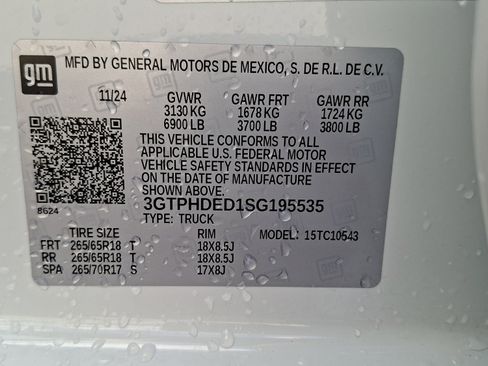 gm
MFD BY GENERAL MOTORS DE MEXICO, S. DE R.L. DE C.V.
11/24 GVWR GAWR FRT GAWR RR
3130 KG 1678 KG 1724 KG
6900 LB 3700 LB 3800 LB
THIS VEHICLE CONFORMS TO ALL
APPLICABLE U.S. FEDERAL MOTOR
VEHICLE SAFETY STANDARDS IN EFFECT
ON THE DATE OF MANUFACTURE
SHOWN ABOVE.
8624
3GTPHDED1SG195535
TYPE: TRUCK
TIRE SIZE RIM MODEL: 15TC10543
FRT 265/65R18 T 18X8.5J
RR 265/65R18 T 18X8.5J
SPA 265/70R17 S 17X8J